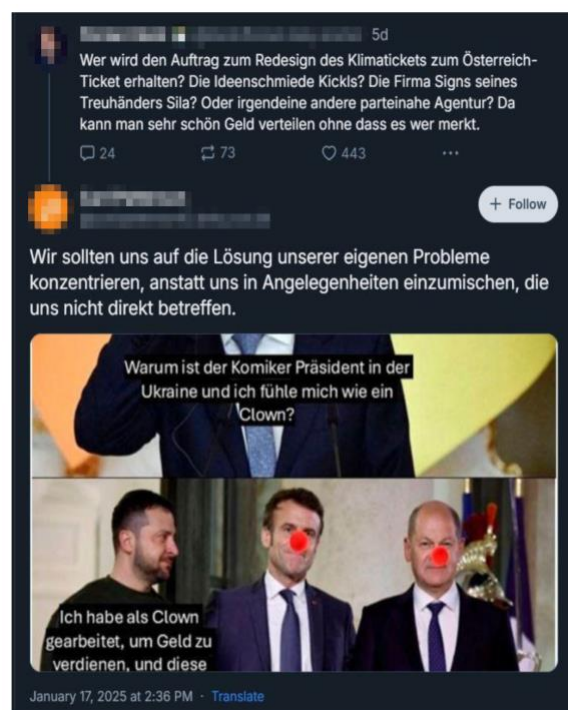 5d
Wer wird den Auftrag zum Redesign des Klimatickets zum Österreich-
Ticket erhalten? Die Ideenschmiede Kickls? Die Firma Signs seines
Treuhänders Sila? Oder irgendeine andere parteinahe Agentur? Da
kann man sehr schön Geld verteilen ohne dass es wer merkt.
24 73 443 ...
+ Follow
Wir sollten uns auf die Lösung unserer eigenen Probleme
konzentrieren, anstatt uns in Angelegenheiten einzumischen, die
uns nicht direkt betreffen.
Warum ist der Komiker Präsident in der
Ukraine und ich fühle mich wie ein
Clown?
Ich habe als Clown
gearbeitet, um Geld zu
verdienen, und diese
January 17, 2025 at 2:36 PM · Translate